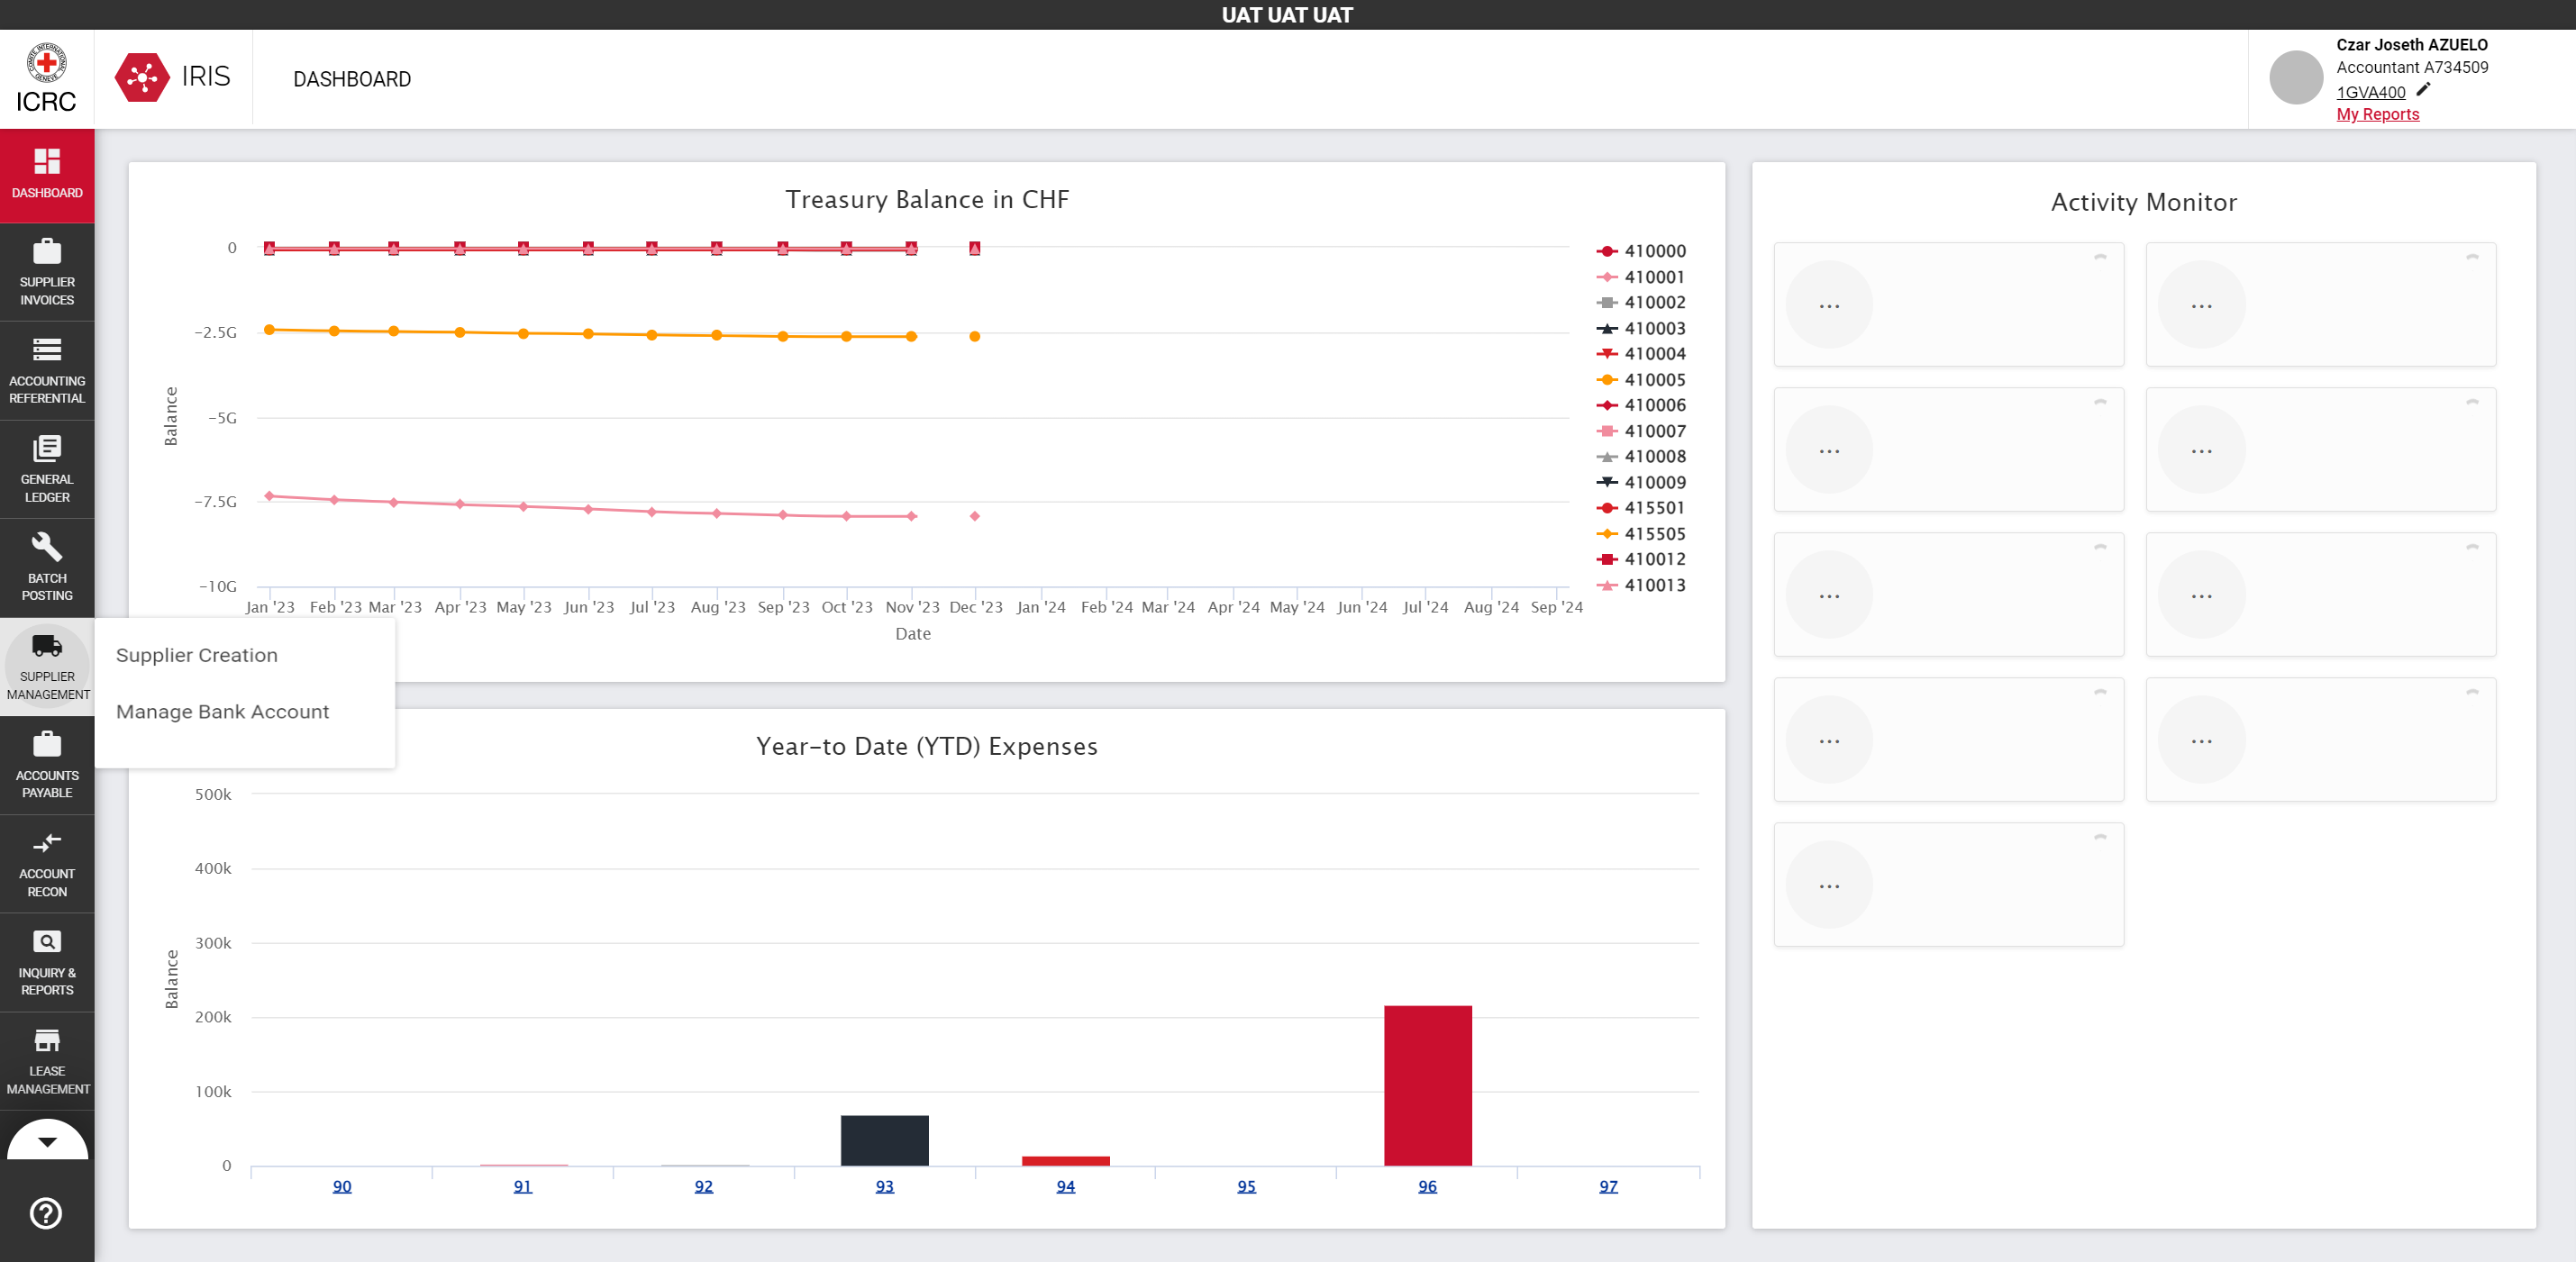 UAT UAT UAT
ICRC
IRIS
DASHBOARD
Czar Joseth AZUELO
Accountant A734509
1GVA400
My Reports
DASHBOARD
SUPPLIER
INVOICES
ACCOUNTING
REFERENTIAL
GENERAL
LEDGER
BATCH
POSTING
SUPPLIER
MANAGEMENT
ACCOUNTS
PAYABLE
ACCOUNT
RECON
INQUIRY &
REPORTS
LEASE
MANAGEMENT
Supplier Creation
Manage Bank Account
Treasury Balance in CHF
Balance
0
-2.5G
-5G
-7.5G
-10G
Jan '23 Feb '23 Mar '23 Apr '23 May '23 Jun '23 Jul '23 Aug '23 Sep '23 Oct '23 Nov '23 Dec '23 Jan '24 Feb '24 Mar '24 Apr '24 May '24 Jun '24 Jul '24 Aug '24 Sep '24
Date
410000
410001
410002
410003
410004
410005
410006
410007
410008
410009
415501
415505
410012
410013
Year-to Date (YTD) Expenses
Balance
500k
400k
300k
200k
100k
0
90 91 92 93 94 95 96 97
Activity Monitor
... ...
... ...
... ...
... ...
...